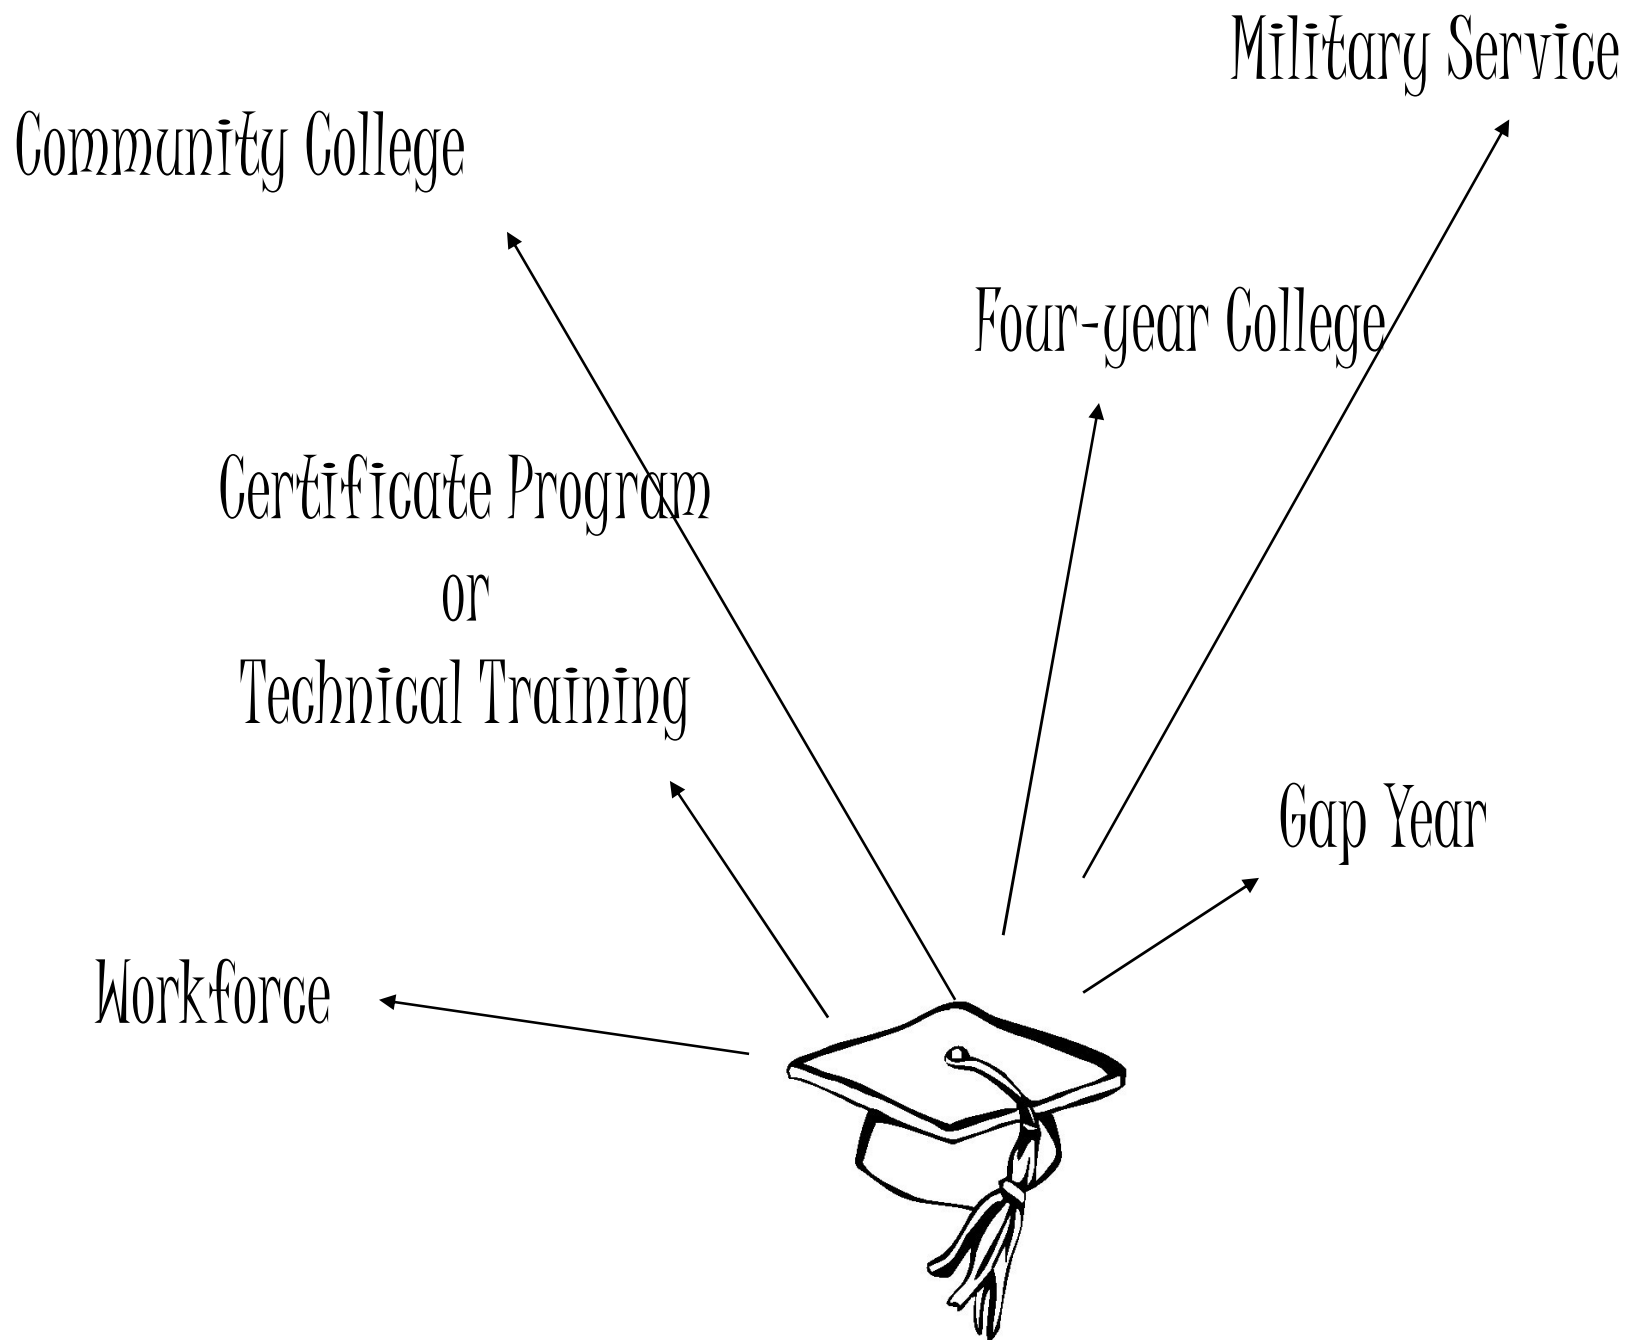 Military Service
Community College
Four-year College
Certificate Program
or
Technical Training
Gap Year
Workforce